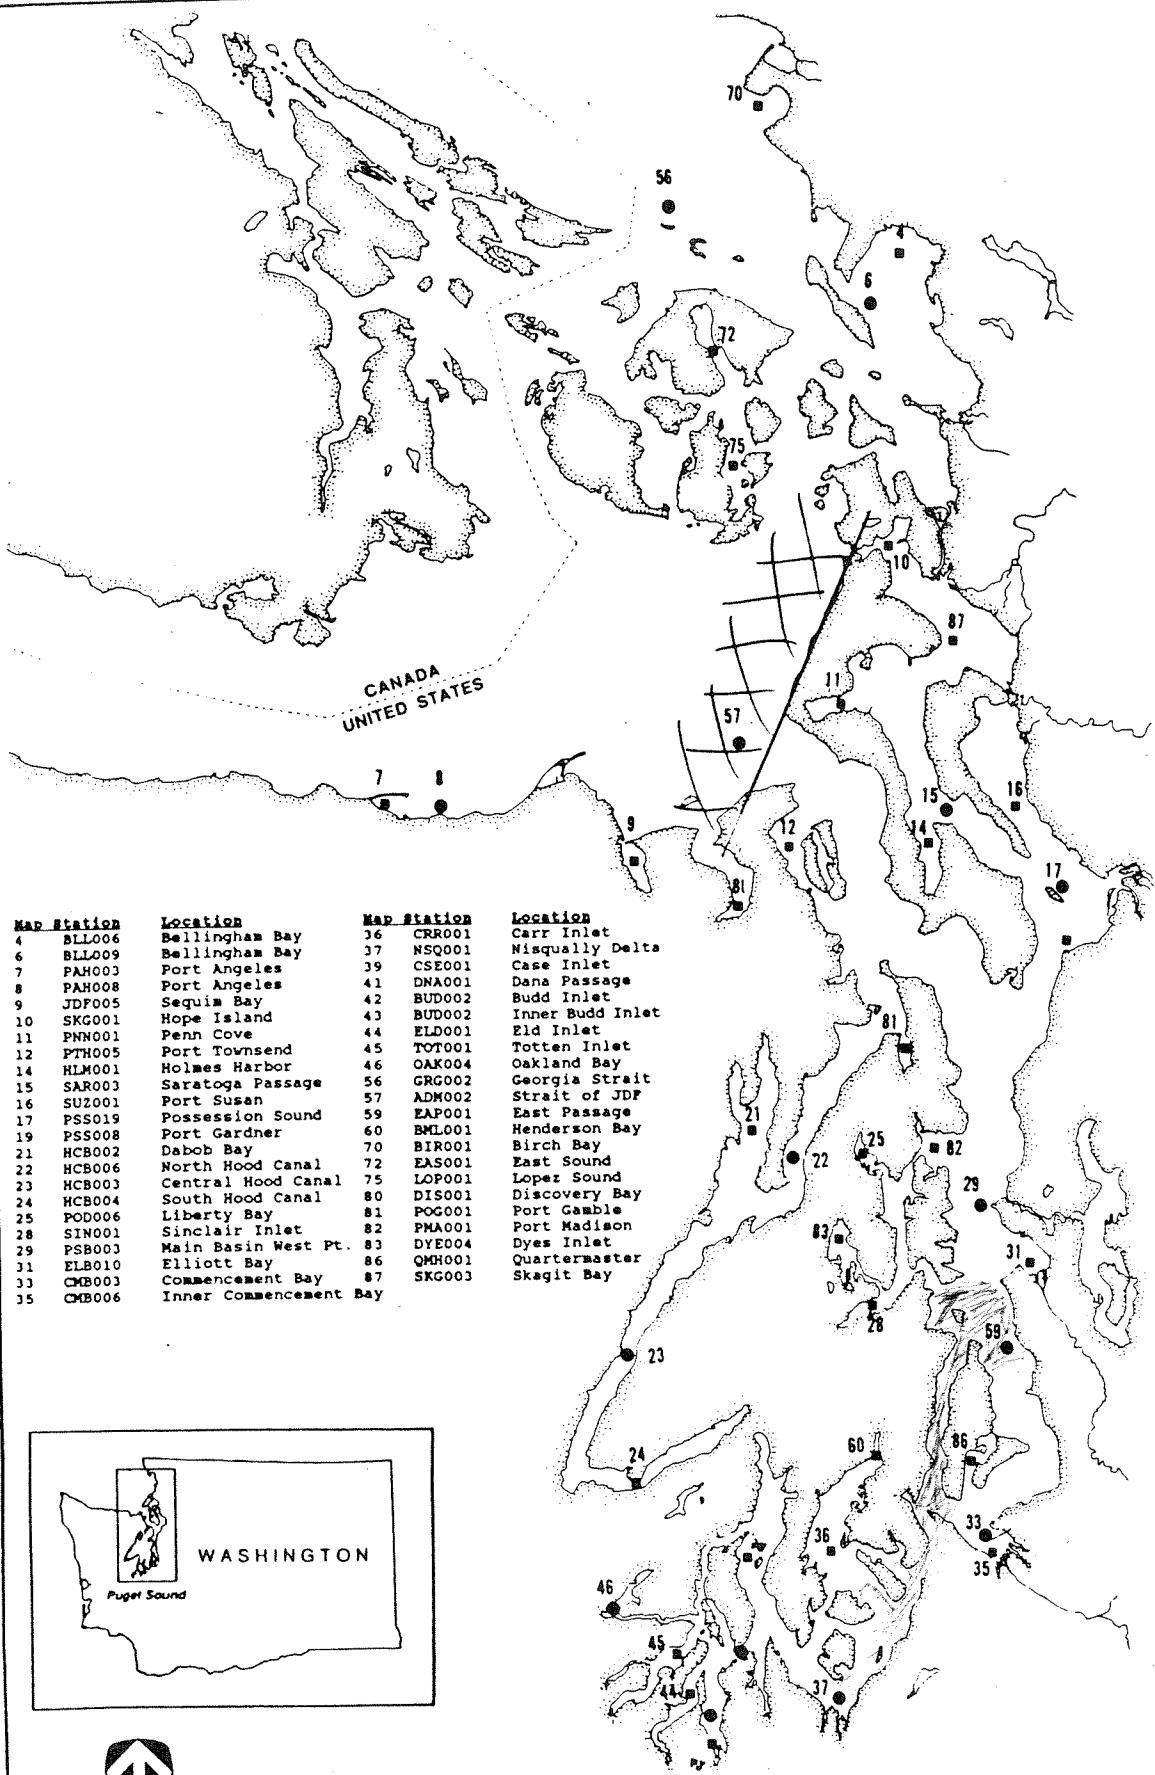 70
56
4
6
72
75
10
87
11
CANADA
UNITED STATES
57
7
8
9
12
15
16
14
17
81
Map Station Location Map Station Location
4 BLL006 Bellingham Bay 36 CRR001 Carr Inlet
6 BLL009 Bellingham Bay 37 NSQ001 Nisqually Delta
7 PAH003 Port Angeles 39 CSE001 Case Inlet
8 PAH008 Port Angeles 41 DNA001 Dana Passage
9 JDF005 Sequim Bay 42 BUD002 Budd Inlet
10 SKG001 Hope Island 43 BUD002 Inner Budd Inlet
11 PNN001 Penn Cove 44 ELD001 Eld Inlet
12 PTH005 Port Townsend 45 TOT001 Totten Inlet
14 HLM001 Holmes Harbor 46 OAK004 Oakland Bay
15 SAR003 Saratoga Passage 56 GRG002 Georgia Strait
16 SUZ001 Port Susan 57 ADM002 Strait of JDF
17 PSS019 Possession Sound 59 EAP001 East Passage
19 PSS008 Port Gardner 60 BML001 Henderson Bay
21 HCB002 Dabob Bay 70 BIR001 Birch Bay
22 HCB006 North Hood Canal 72 EAS001 East Sound
23 HCB003 Central Hood Canal 75 LOP001 Lopez Sound
24 HCB004 South Hood Canal 80 DIS001 Discovery Bay
25 POD006 Liberty Bay 81 POG001 Port Gamble
28 SIN001 Sinclair Inlet 82 PMA001 Port Madison
29 PSB003 Main Basin West Pt. 83 DYE004 Dyes Inlet
31 ELB010 Elliott Bay 86 QMH001 Quartermaster
33 CMB003 Commencement Bay 87 SKG003 Skagit Bay
35 CMB006 Inner Commencement Bay
81
21
22
25
82
29
83
31
28
59
23
24
60
86
36
33
35
46
45
44
37
WASHINGTON
Puget Sound